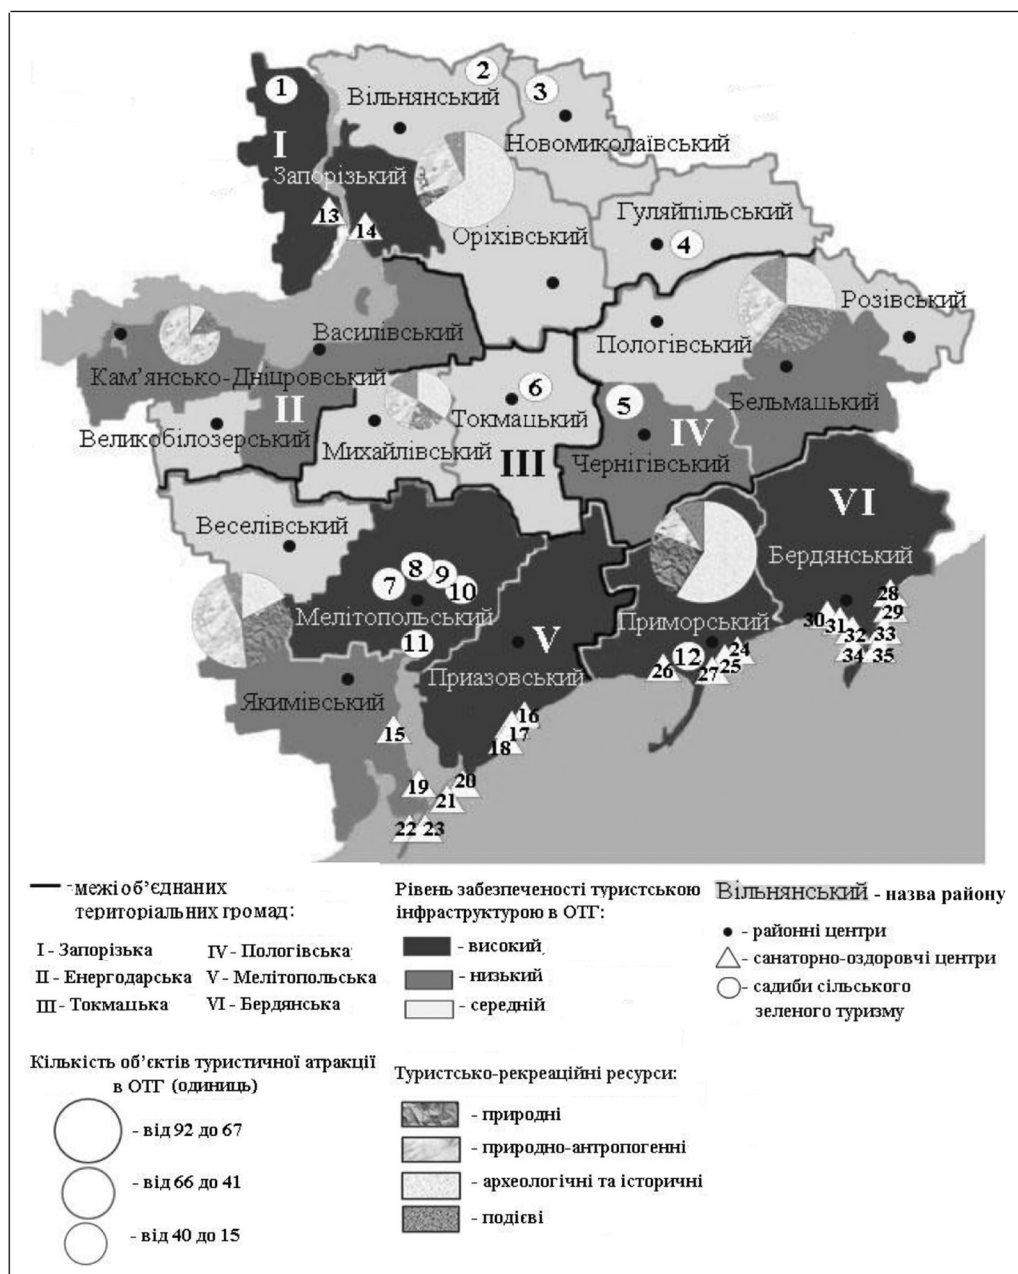 1
2
3
Вільнянський
I
Новомиколаївський
Запорізький
13
14
Гуляйпільський
4
Оріхівський
Розівський
Василівський
Пологівський
Кам’янсько-Дніпровський
6
5
Бельмацький
II
Великобілозерський
Токмацький
IV
Михайлівський
III
Чернігівський
VI
Веселівський
Бердянський
7
8
9
10
28
Мелітопольський
30
31
29
11
V
Приморський
32
33
12
24
34
35
Приазовський
26
27
25
Якимівський
16
15
17
18
19
20
21
22
23
-межі об’єднаних
територіальних громад:
I - Запорізька
IV - Пологівська
II - Енергодарська
V - Мелітопольська
III - Токмацька
VI - Бердянська
Рівень забезпеченості туристською
інфраструктурою в ОТГ:
- високий
- низький
- середній
Вільнянський - назва району
- районні центри
- санаторно-оздоровчі центри
- садиби сільського
зеленого туризму
Кількість об’єктів туристичної атракції
в ОТГ (одиниць)
- від 92 до 67
- від 66 до 41
- від 40 до 15
Туристсько-рекреаційні ресурси:
- природні
- природно-антропогенні
- археологічні та історичні
- подієві